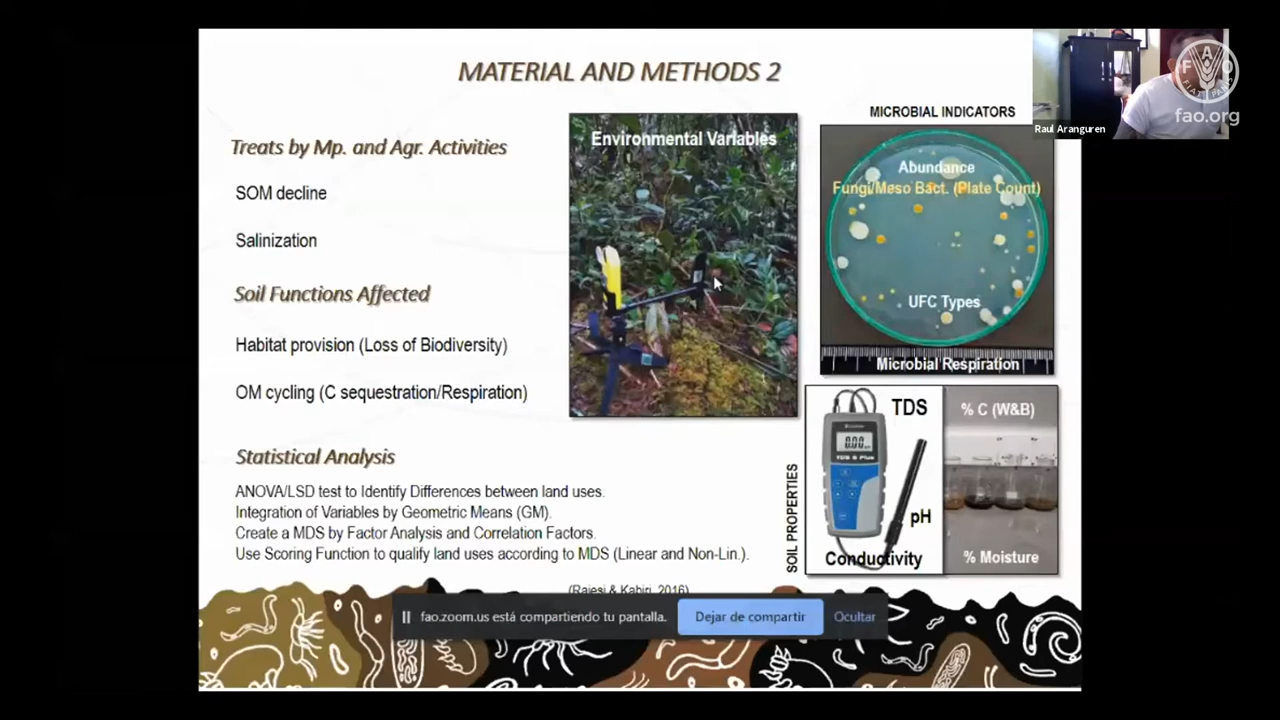 MATERIAL AND METHODS 2
Treats by Mp. and Agr. Activities
SOM decline
Salinization
Soil Functions Affected
Habitat provision (Loss of Biodiversity)
OM cycling (C sequestration/Respiration)
Statistical Analysis
ANOVA/LSD test to Identify Differences between land uses.
Integration of Variables by Geometric Means (GM).
Create a MDS by Factor Analysis and Correlation Factors.
Use Scoring Function to qualify land uses according to MDS (Linear and Non-Lin.).
Environmental Variables
MICROBIAL INDICATORS
Abundance
Fungi/Meso Bact. (Plate Count)
UFC Types
Microbial Respiration
SOIL PROPERTIES
TDS
0.00
pH
Conductivity
% C (W&B)
% Moisture
fao.zoom.us está compartiendo tu pantalla.
Dejar de compartir
Ocultar
Raul Aranguren
F A O
FIAT PANIS
fao.org